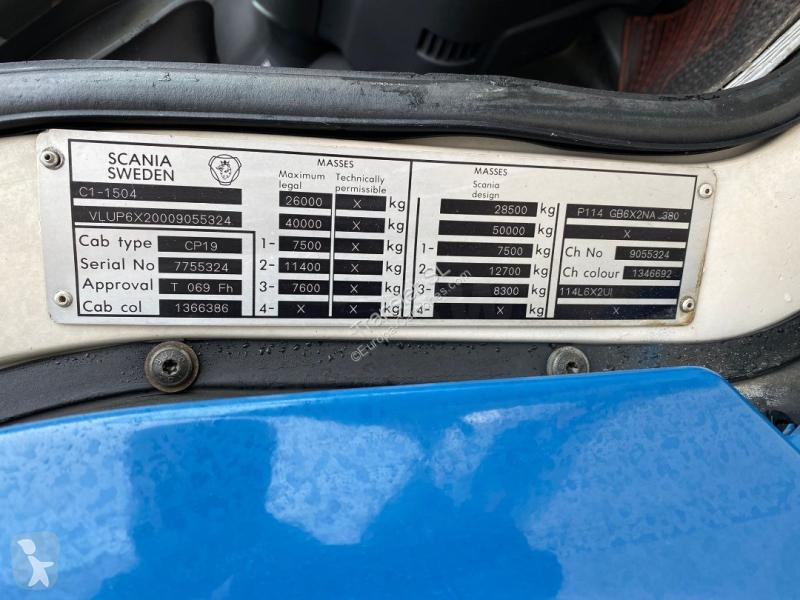 SCANIA
SWEDEN
C1-1504
VLUP6X20009055324
Cab type CP19
Serial No 7755324
Approval T 069 Fh
Cab col 1366386
MASSES
Maximum legal Technically permissible
26000 X kg
40000 X kg
1- 7500 X kg
2- 11400 X kg
3- 7600 X kg
4- X X kg
MASSES
Scania design
28500 kg
50000 kg
1- 7500 kg
12700 kg
3- 8300 kg
4- X kg
P114 GB6X2NA 380
X
Ch No 9055324
Ch colour 1346692
114L6X2
X